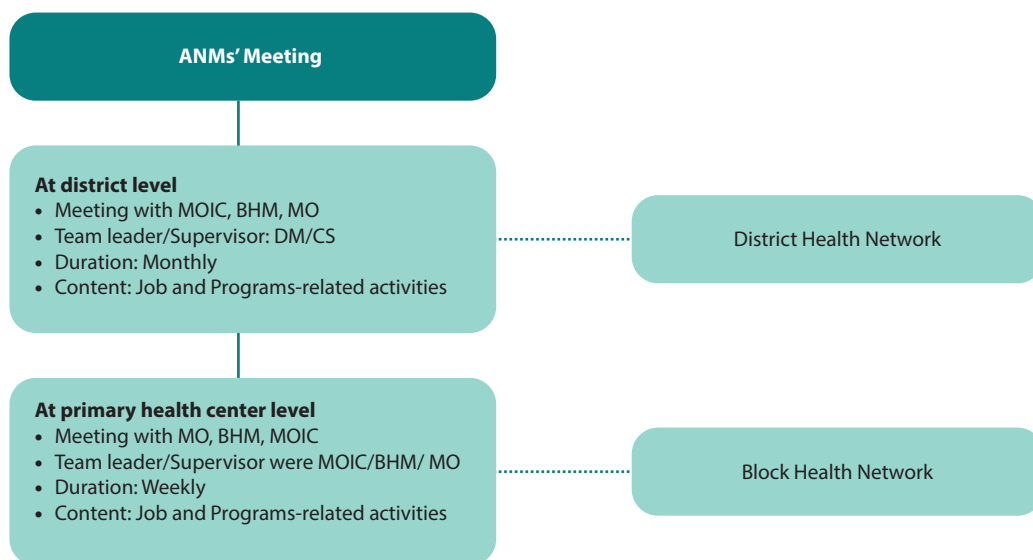 ANMs’ Meeting
At district level
• Meeting with MOIC, BHM, MO
• Team leader/Supervisor: DM/CS
• Duration: Monthly
• Content: Job and Programs-related activities
District Health Network
At primary health center level
• Meeting with MO, BHM, MOIC
• Team leader/Supervisor were MOIC/BHM/ MO
• Duration: Weekly
• Content: Job and Programs-related activities
Block Health Network